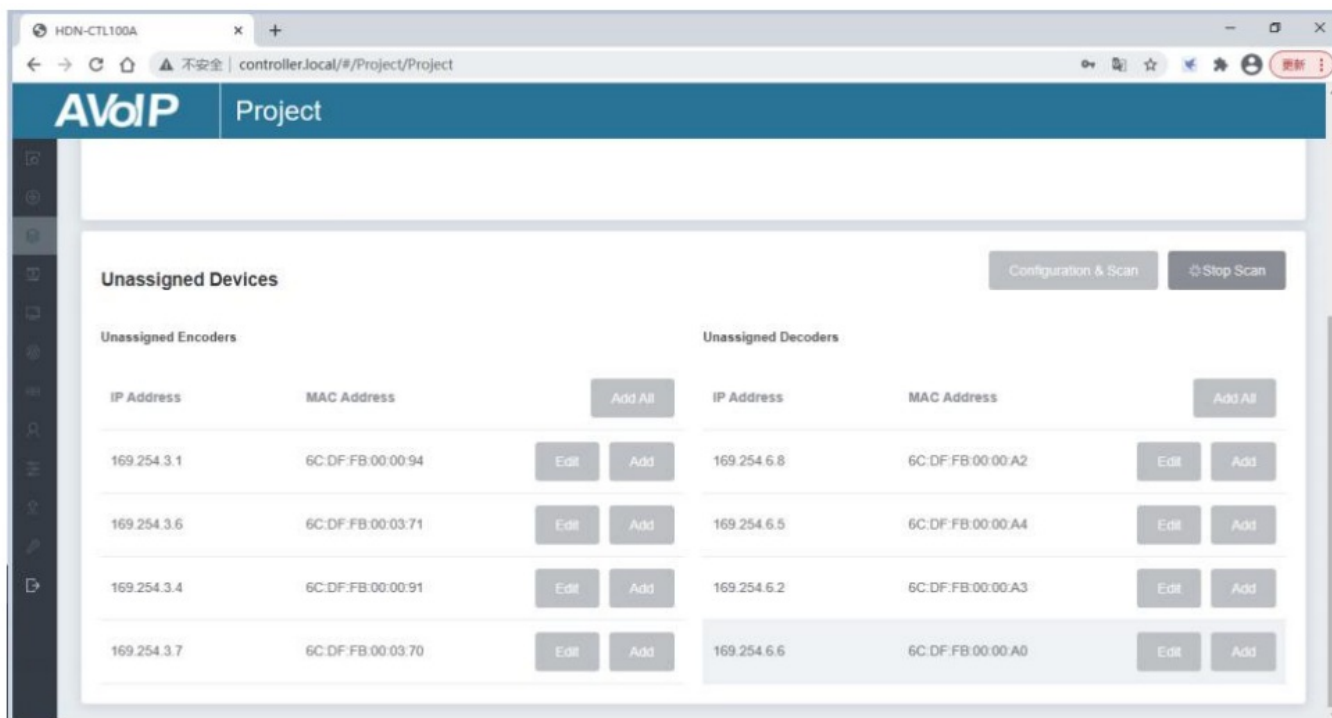 HDN-CTL100A
不安全 | controller.local/#/Project/Project
更新
AVoIP Project
Unassigned Devices
Configuration & Scan Stop Scan
Unassigned Encoders Unassigned Decoders
IP Address MAC Address Add All IP Address MAC Address Add All
169.254.3.1 6C:DF:FB:00:00:94 Edit Add 169.254.6.8 6C:DF:FB:00:00:A2 Edit Add
169.254.3.6 6C:DF:FB:00:03:71 Edit Add 169.254.6.5 6C:DF:FB:00:00:A4 Edit Add
169.254.3.4 6C:DF:FB:00:00:91 Edit Add 169.254.6.2 6C:DF:FB:00:00:A3 Edit Add
169.254.3.7 6C:DF:FB:00:03:70 Edit Add 169.254.6.6 6C:DF:FB:00:00:A0 Edit Add